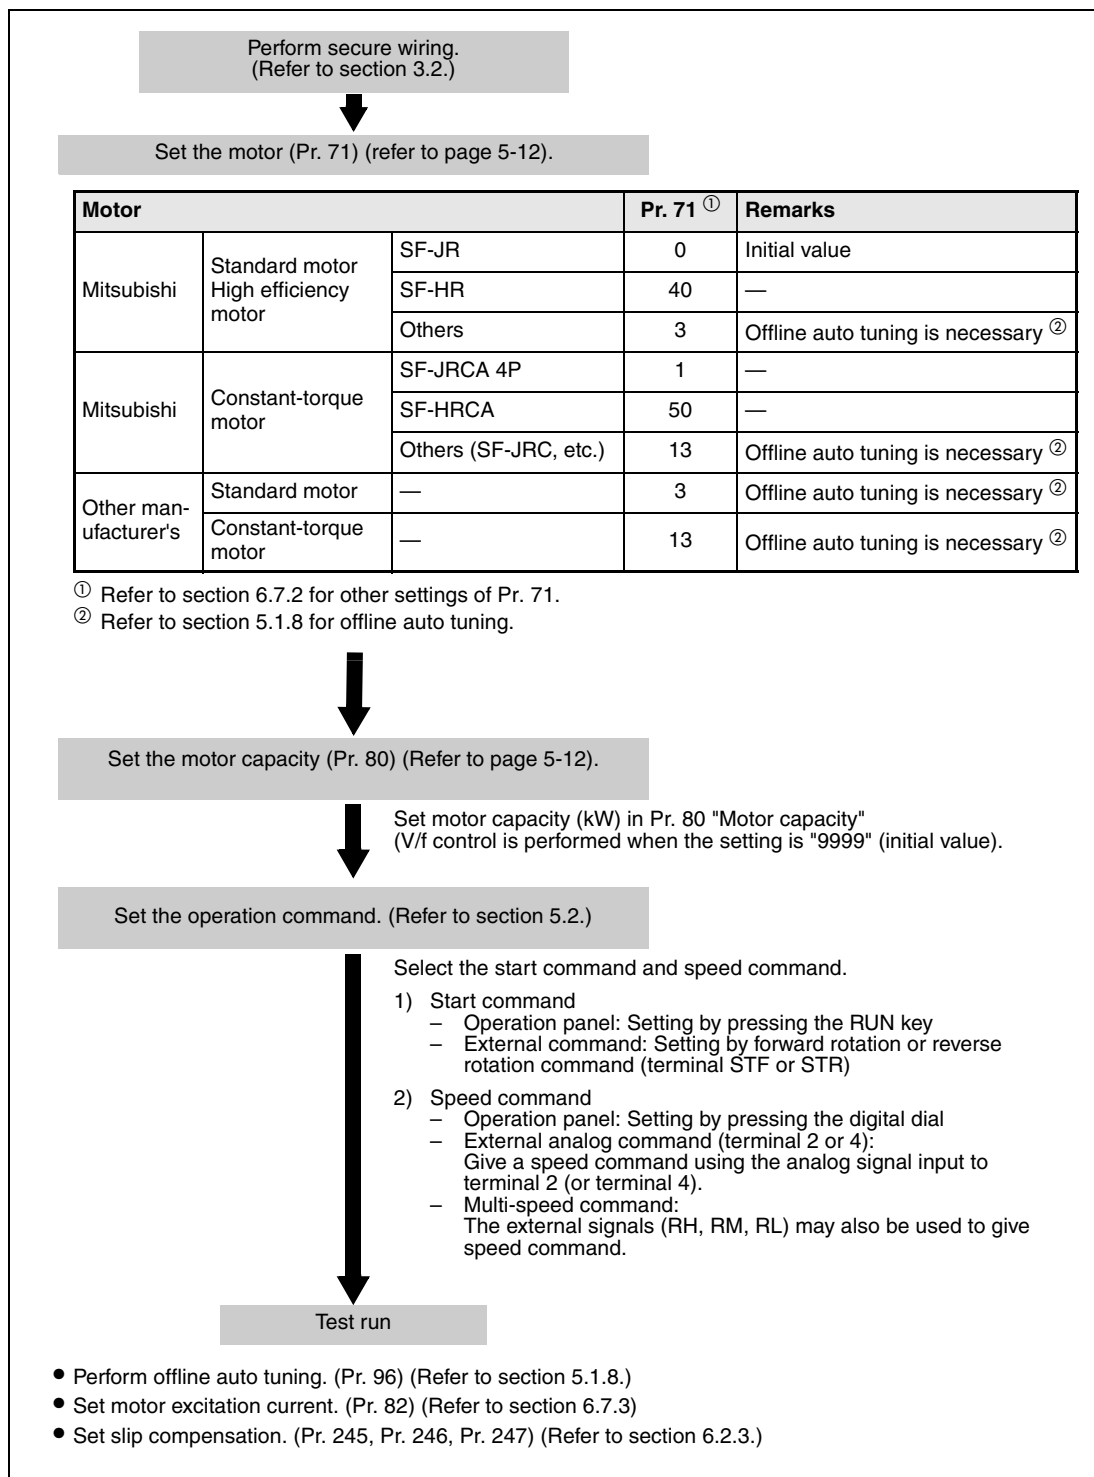 Perform secure wiring.
(Refer to section 3.2.)
Set the motor (Pr. 71) (refer to page 5-12).
Motor Pr. 71 ① Remarks
Mitsubishi Standard motor High efficiency motor SF-JR 0 Initial value
SF-HR 40 —
Others 3 Offline auto tuning is necessary ②
Mitsubishi Constant-torque motor SF-JRCA 4P 1 —
SF-HRCA 50 —
Others (SF-JRC, etc.) 13 Offline auto tuning is necessary ②
Other man-
ufacturer's Standard motor — 3 Offline auto tuning is necessary ②
Constant-torque motor — 13 Offline auto tuning is necessary ②
① Refer to section 6.7.2 for other settings of Pr. 71.
② Refer to section 5.1.8 for offline auto tuning.
Set the motor capacity (Pr. 80) (Refer to page 5-12).
Set motor capacity (kW) in Pr. 80 "Motor capacity"
(V/f control is performed when the setting is "9999" (initial value).
Set the operation command. (Refer to section 5.2.)
Select the start command and speed command.
1) Start command
– Operation panel: Setting by pressing the RUN key
– External command: Setting by forward rotation or reverse
rotation command (terminal STF or STR)
2) Speed command
– Operation panel: Setting by pressing the digital dial
– External analog command (terminal 2 or 4):
Give a speed command using the analog signal input to
terminal 2 (or terminal 4).
– Multi-speed command:
The external signals (RH, RM, RL) may also be used to give
speed command.
Test run
● Perform offline auto tuning. (Pr. 96) (Refer to section 5.1.8.)
● Set motor excitation current. (Pr. 82) (Refer to section 6.7.3)
● Set slip compensation. (Pr. 245, Pr. 246, Pr. 247) (Refer to section 6.2.3.)